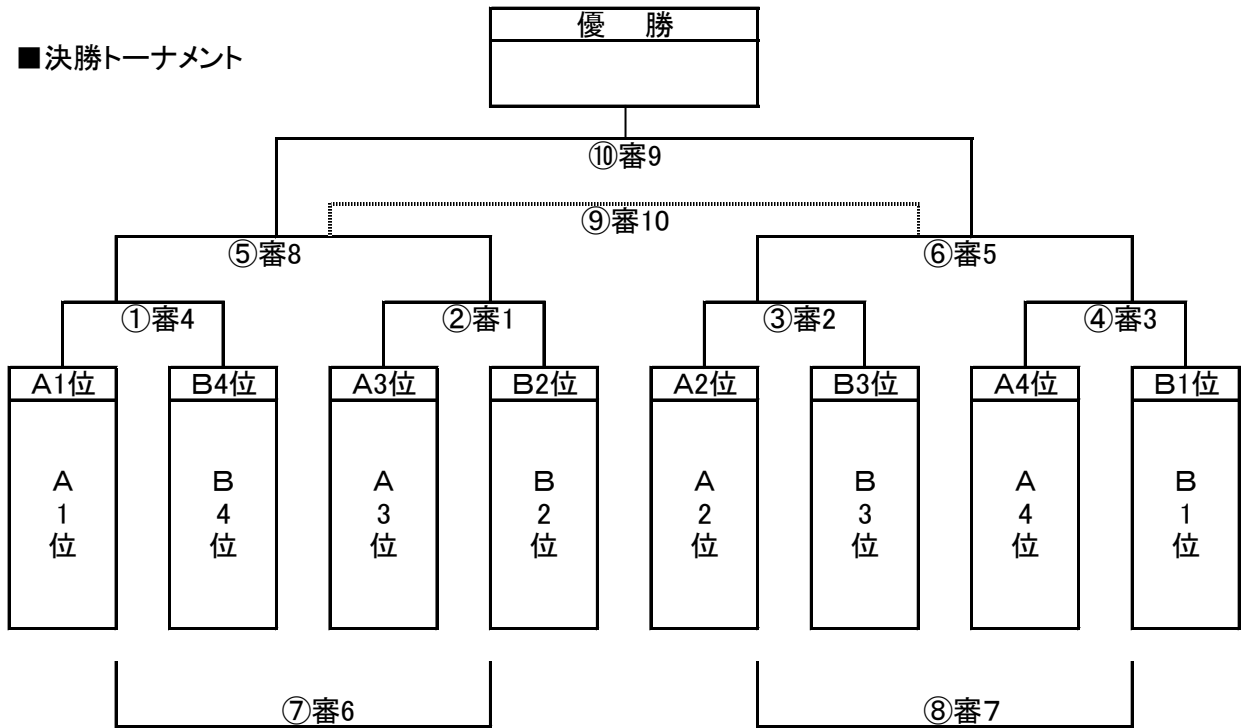 優 勝
■決勝トーナメント
⑩審9
⑨審10
⑤審8 ⑥審5
①審4 ②審1 ③審2 ④審3
A1位 B4位 A3位 B2位 A2位 B3位 A4位 B1位
A B A B A B A B
1 4 3 2 2 3 4 1
位 位 位 位 位 位 位 位
⑦審6 ⑧審7